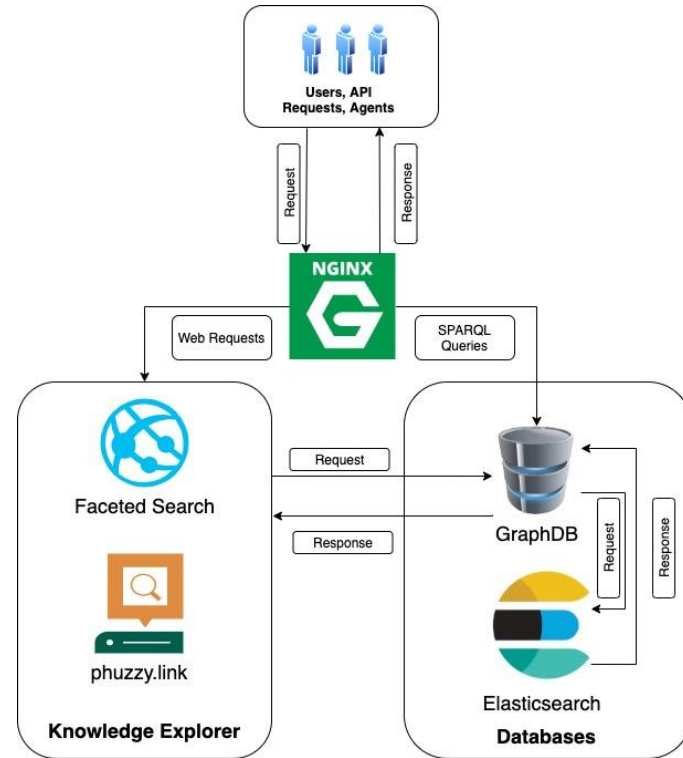 Users, API
Requests, Agents
Request
Response
NGINX
G
Web Requests
SPARQL
Queries
Faceted Search
Request
Response
GraphDB
Request
Response
phuzzy.link
Elasticsearch
Knowledge Explorer
Databases